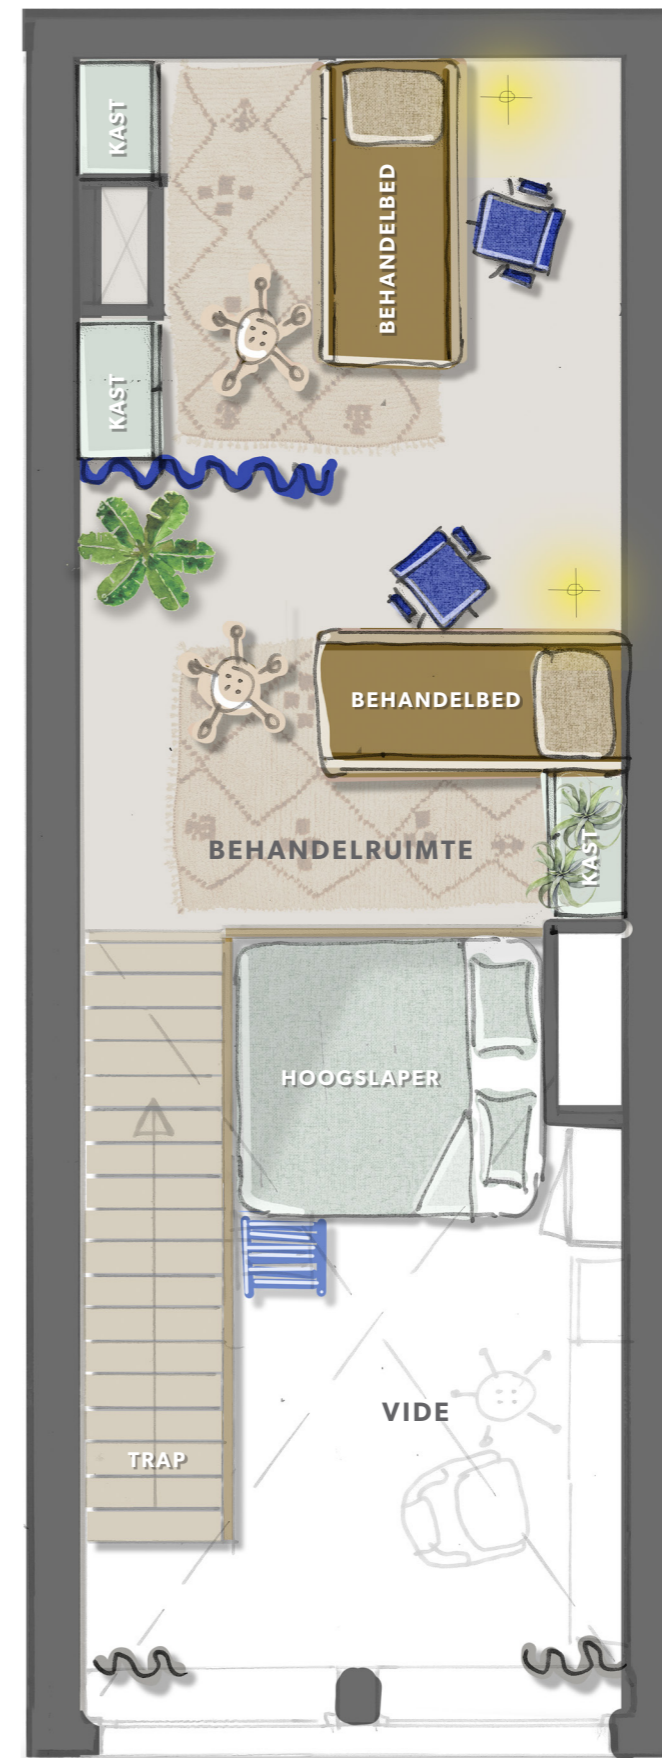 KAST
BEHANDELBED
KAST
BEHANDELBED
BEHANDELRUIMTE
KAST
HOOGSLAPER
VIDE
TRAP